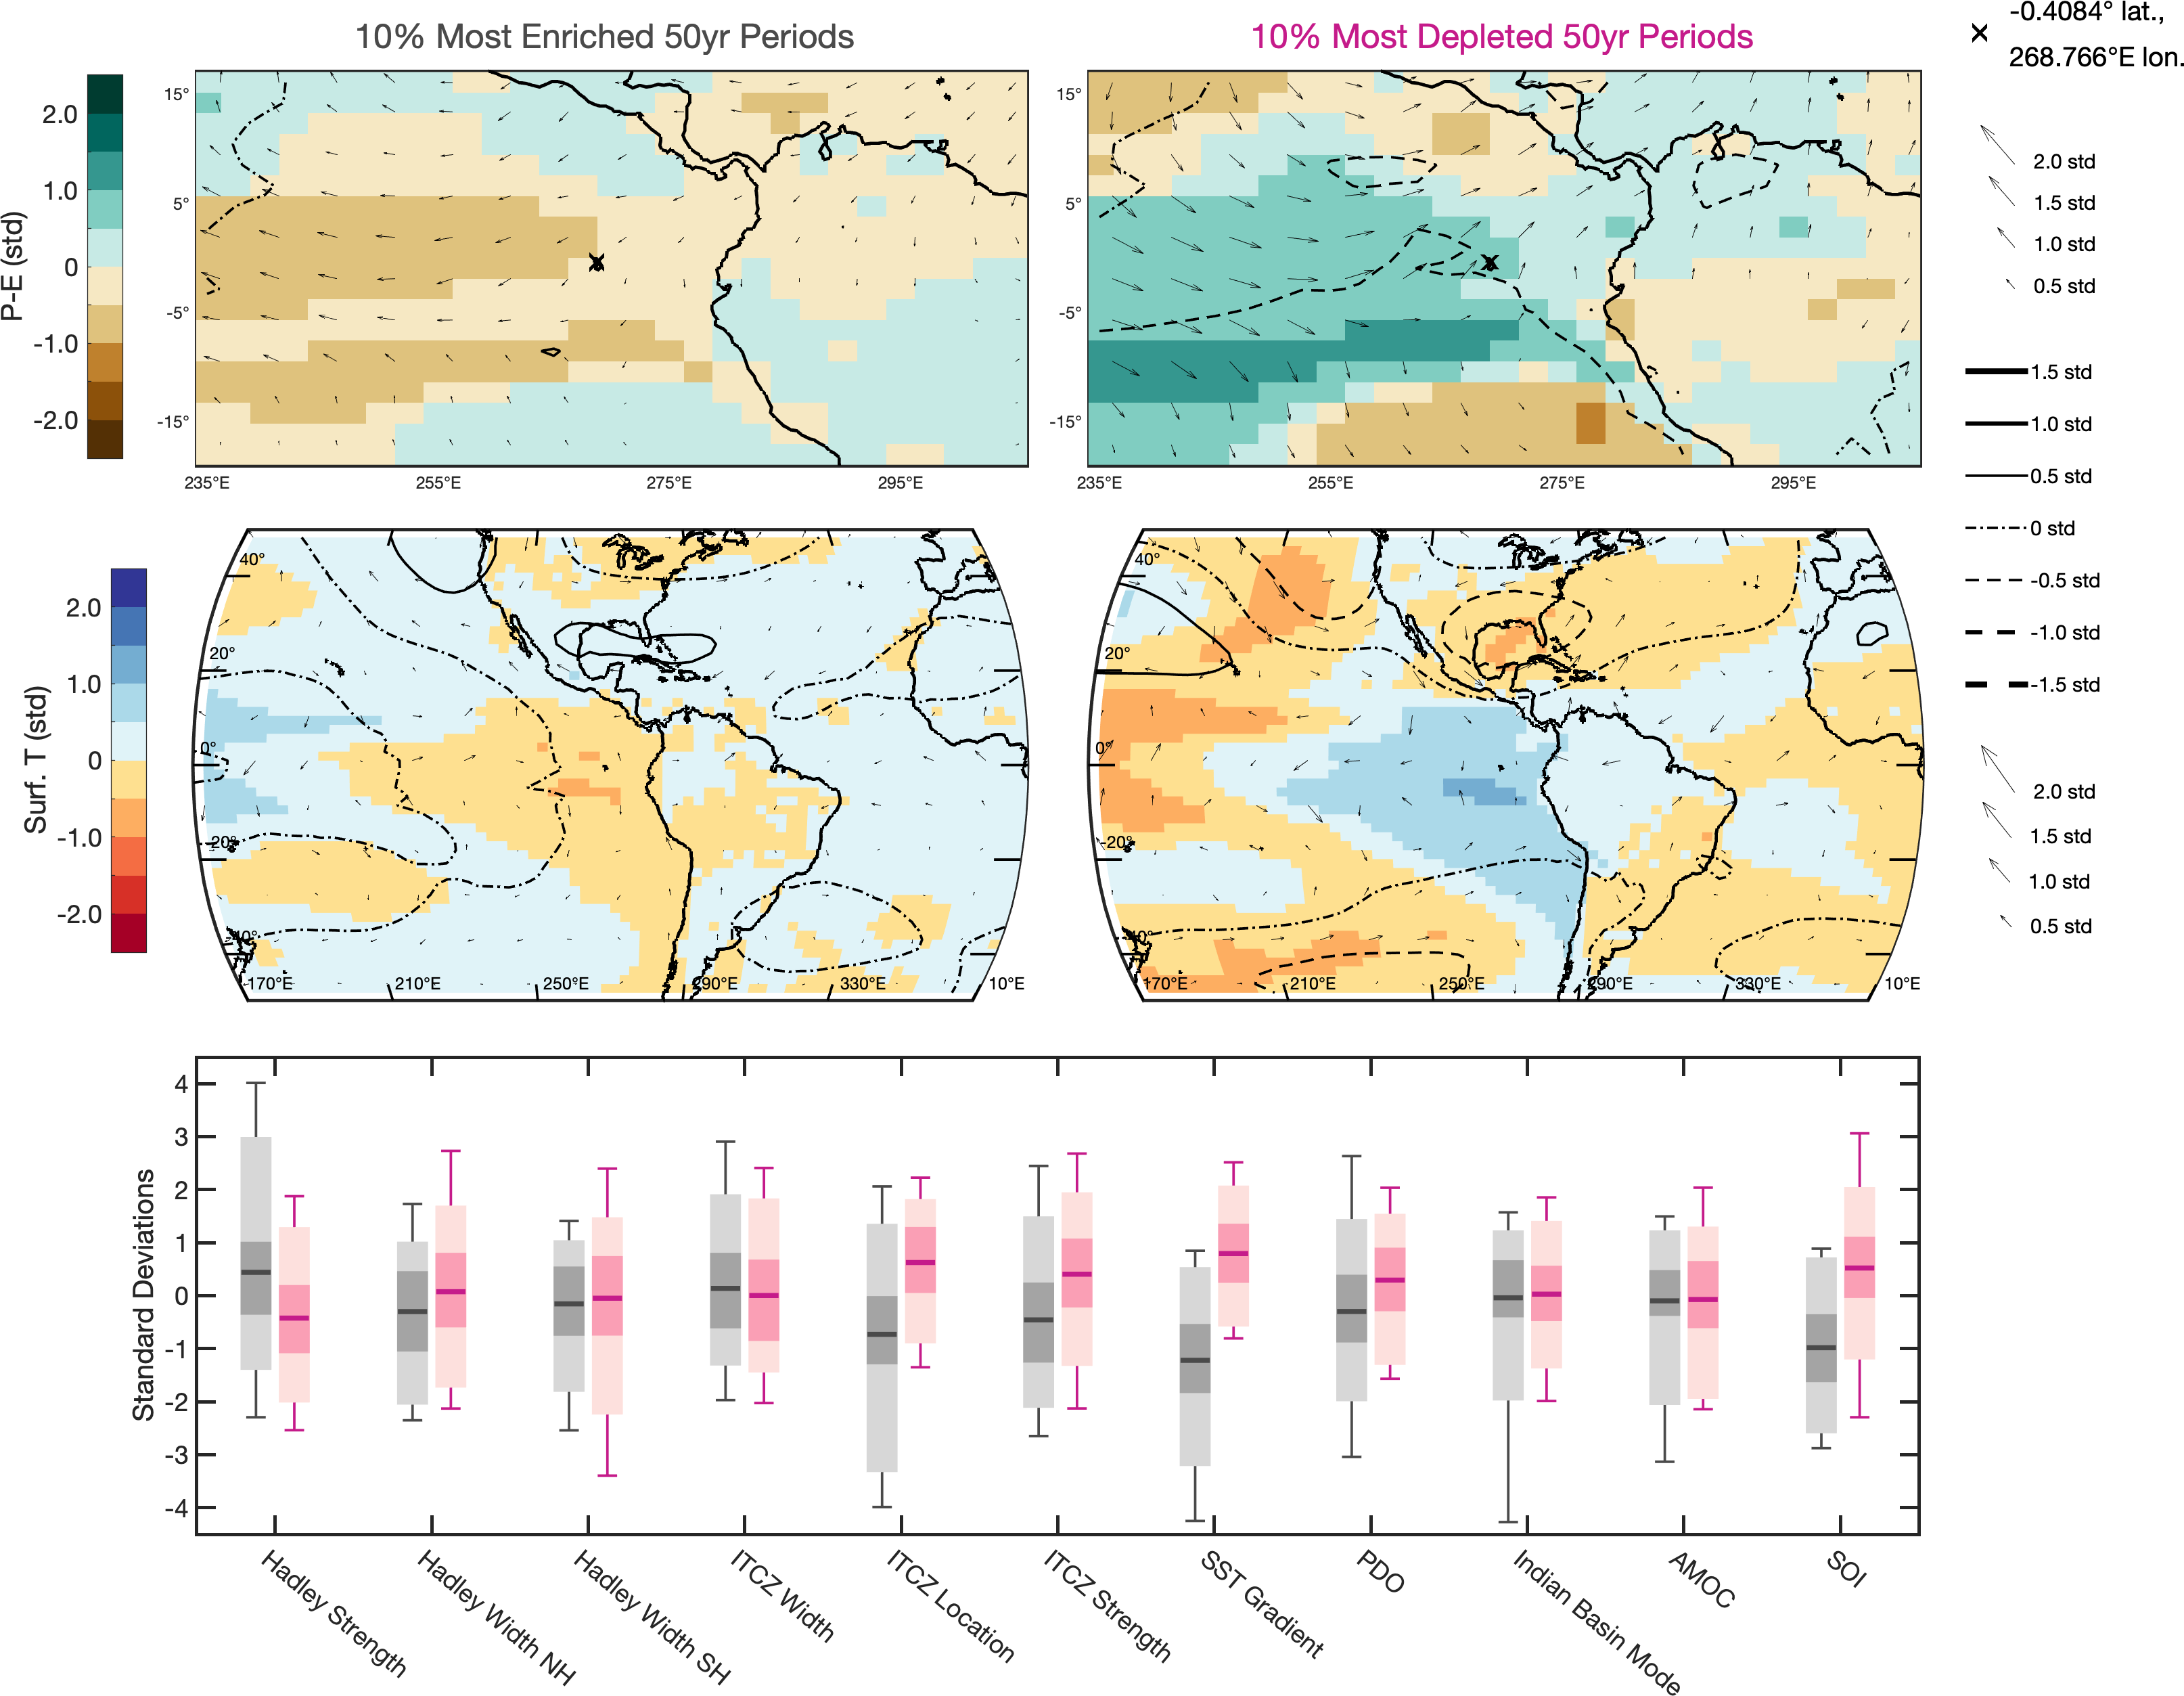 10% Most Enriched 50yr Periods
10% Most Depleted 50yr Periods
-0.4084° lat.,
268.766°E lon.
P-E (std)
2.0
1.0
0
-1.0
-2.0
15°
5°
-5°
-15°
235°E
255°E
275°E
295°E
15°
5°
-5°
-15°
235°E
255°E
275°E
295°E
2.0 std
1.5 std
1.0 std
0.5 std
1.5 std
1.0 std
0.5 std
0 std
-0.5 std
-1.0 std
-1.5 std
2.0 std
1.5 std
1.0 std
0.5 std
Surf. T (std)
2.0
1.0
0
-1.0
-2.0
40°
20°
0°
-20°
-40°
170°E
210°E
250°E
290°E
330°E
10°E
40°
20°
0°
-20°
-40°
170°E
210°E
250°E
290°E
330°E
10°E
Standard Deviations
4
3
2
1
0
-1
-2
-3
-4
Hadley Strength
Hadley Width NH
Hadley Width SH
ITCZ Width
ITCZ Location
ITCZ Strength
SST Gradient
PDO
Indian Basin Mode
AMOC
SOI